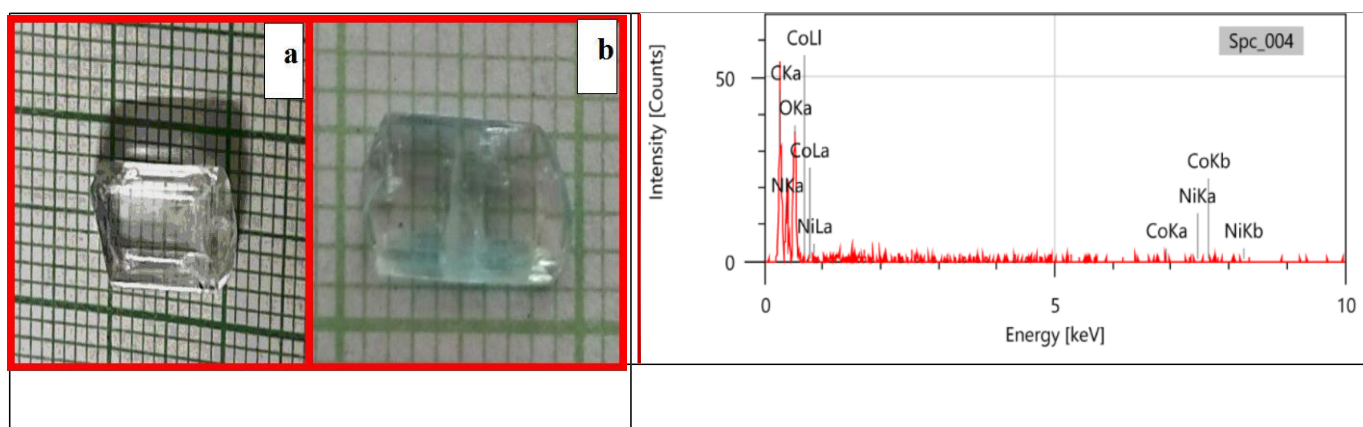 a
b
Spc_004
CoLl
CKa
OKa
CoLa
NKa
NiLa
CoKb
NiKa
CoKa
NiKb
50
0
Intensity [Counts]
0
5
10
Energy [keV]